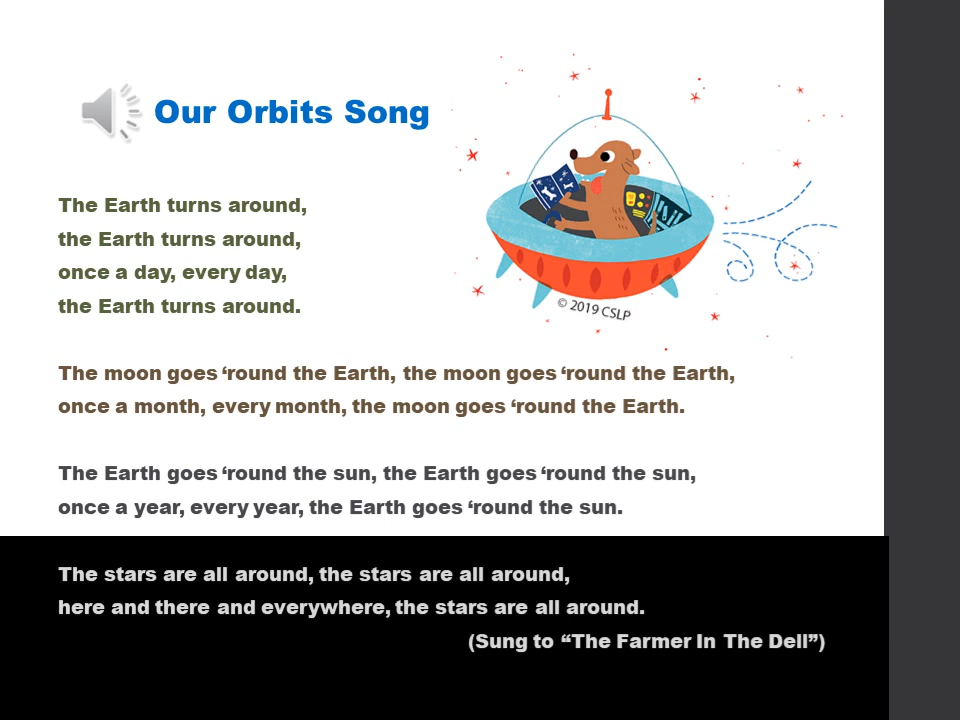 Our Orbits Song
© 2019 CSLP
The Earth turns around,
the Earth turns around,
once a day, every day,
the Earth turns around.
The moon goes ‘round the Earth, the moon goes ‘round the Earth,
once a month, every month, the moon goes ‘round the Earth.
The Earth goes ‘round the sun, the Earth goes ‘round the sun,
once a year, every year, the Earth goes ‘round the sun.
The stars are all around, the stars are all around,
here and there and everywhere, the stars are all around.
(Sung to “The Farmer In The Dell”)